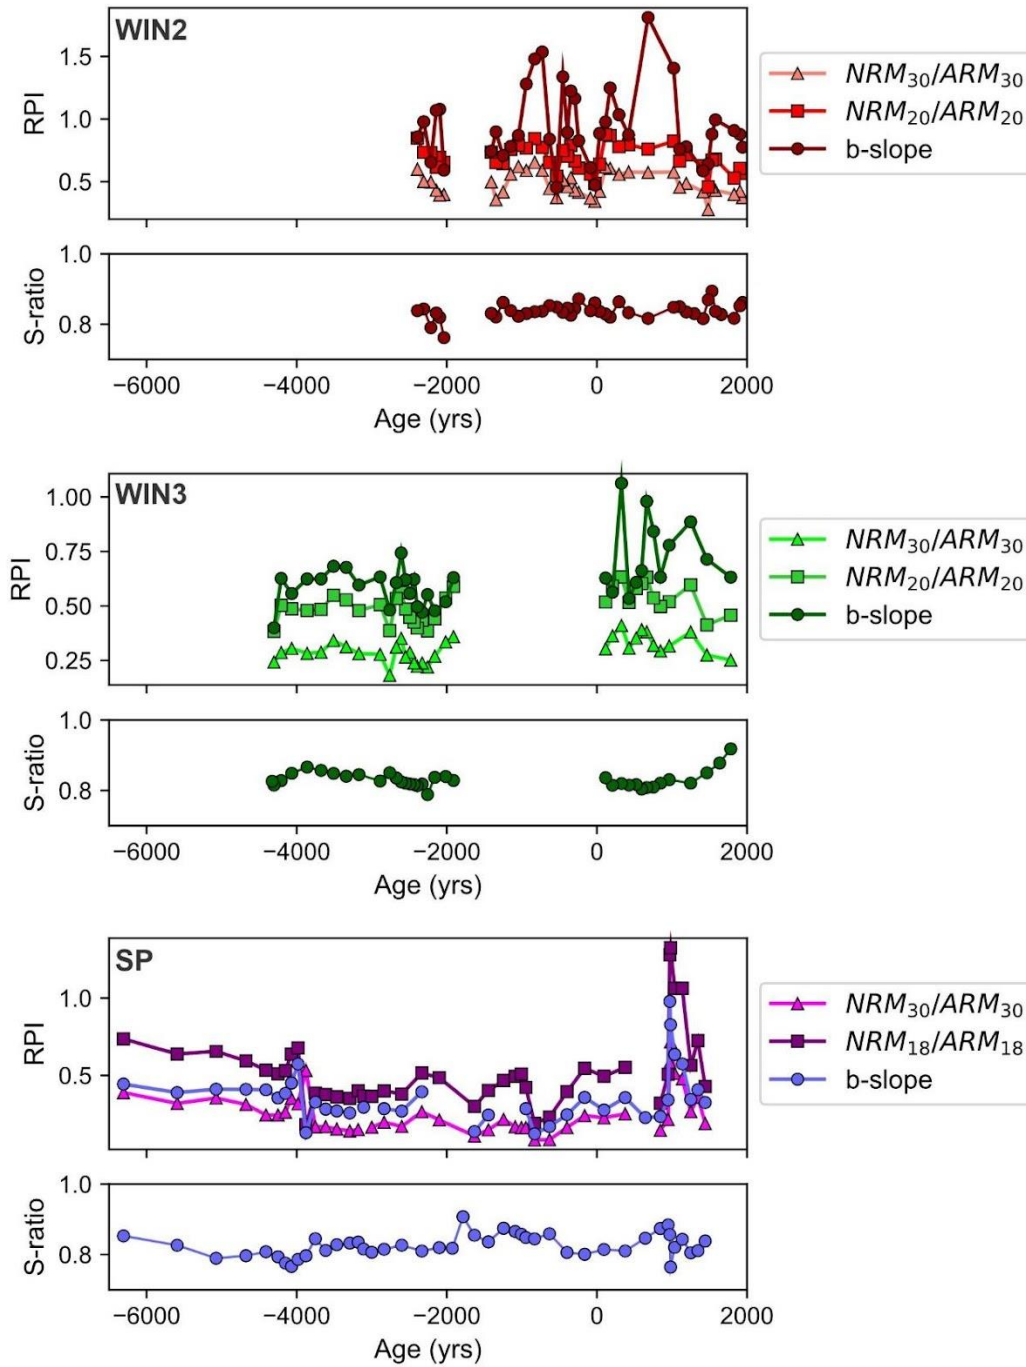 WIN2
1.5
1.0
0.5
RPI
NRM30/ARM30
NRM20/ARM20
b-slope
1.0
0.8
S-ratio
−6000 −4000 −2000 0 2000
Age (yrs)
WIN3
1.00
0.75
0.50
0.25
RPI
NRM30/ARM30
NRM20/ARM20
b-slope
1.0
0.8
S-ratio
−6000 −4000 −2000 0 2000
Age (yrs)
SP
1.0
0.5
RPI
NRM30/ARM30
NRM18/ARM18
b-slope
1.0
0.8
S-ratio
−6000 −4000 −2000 0 2000
Age (yrs)